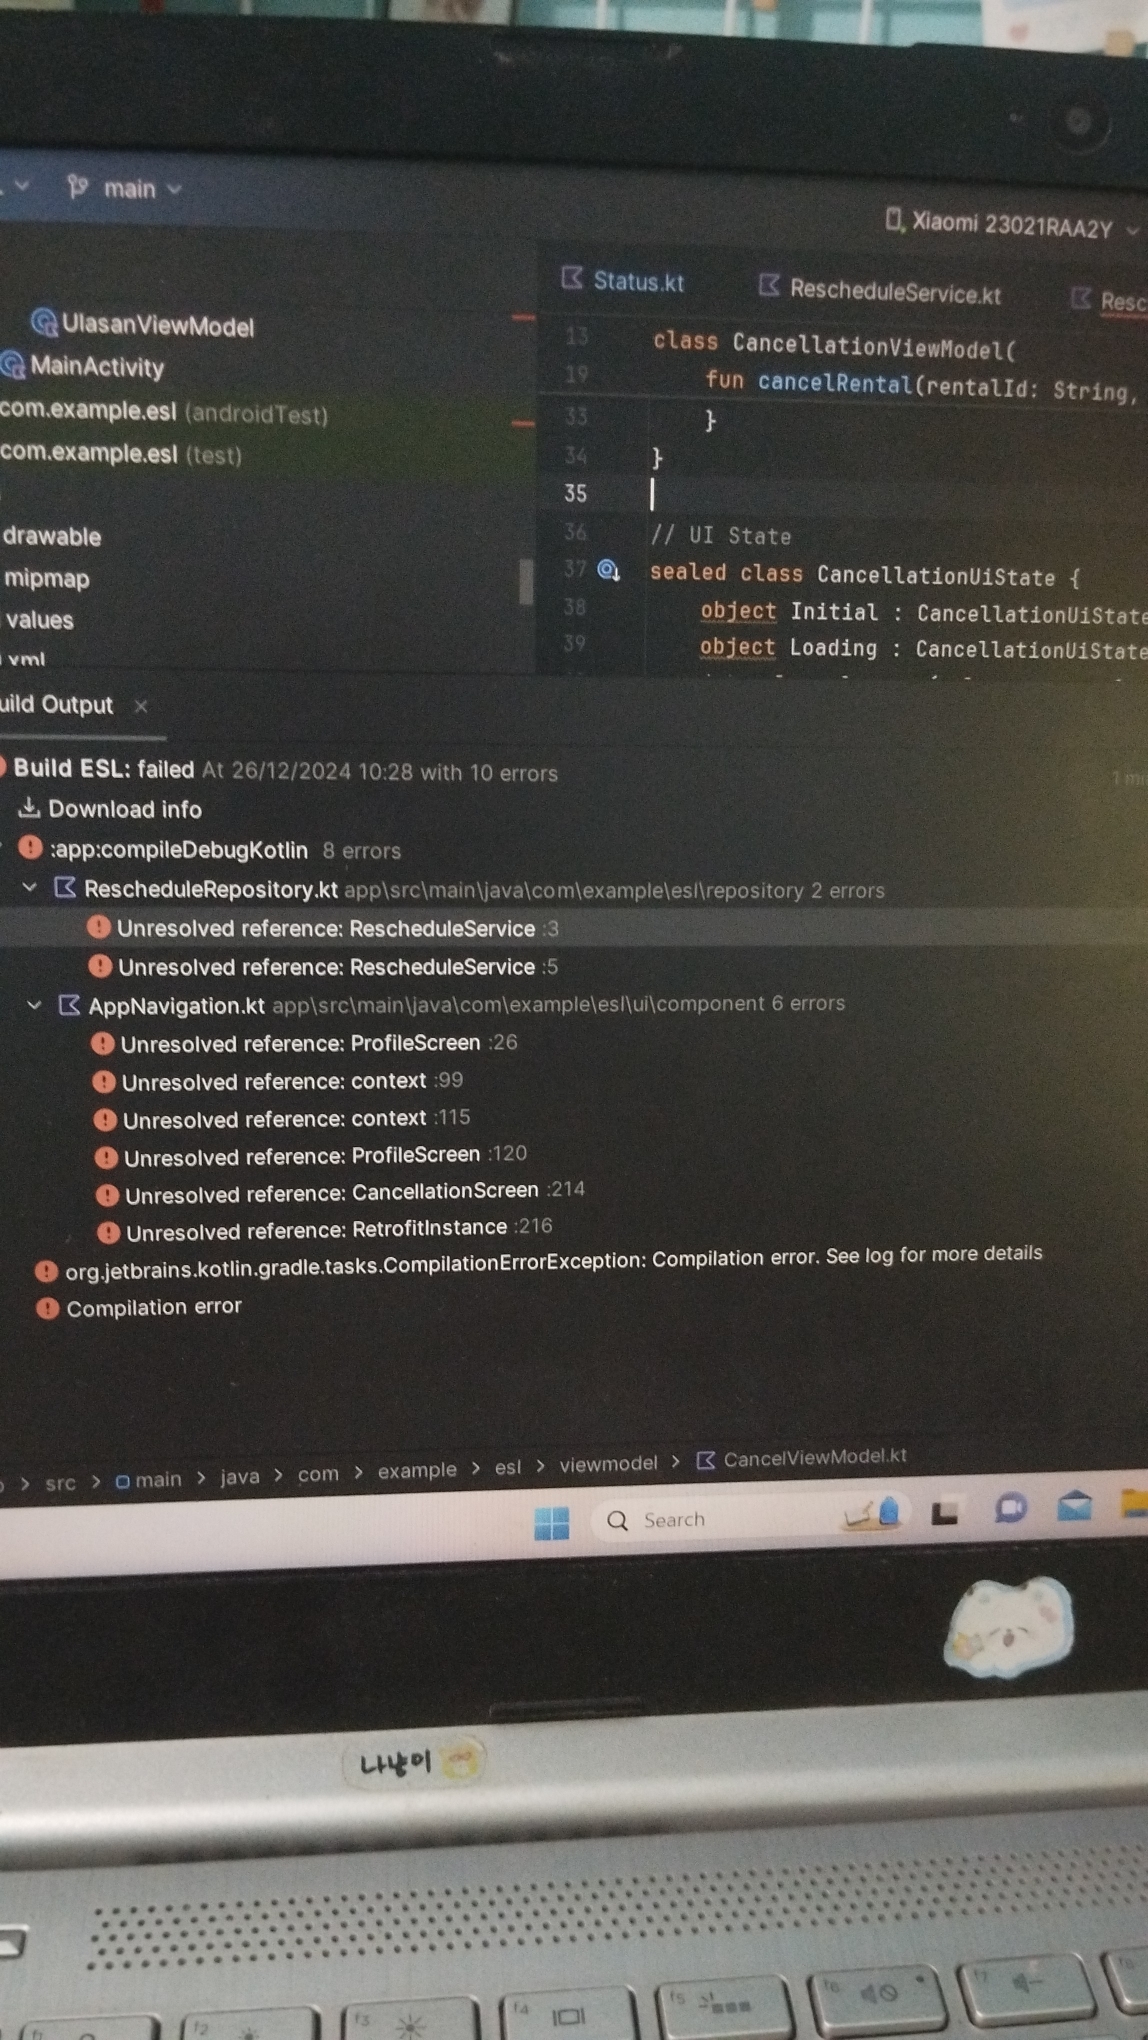 main
Xiaomi 23021RAA2Y
Status.kt
RescheduleService.kt
Resc
UlasanViewModel
MainActivity
com.example.esl (androidTest)
com.example.esl (test)
drawable
mipmap
values
xml
13 class CancellationViewModel(
19 fun cancelRental(rentalId: String,
33 }
34 }
35
36 // UI State
37 sealed class CancellationUiState {
38 object Initial : CancellationUiState
39 object Loading : CancellationUiState
uild Output
Build ESL: failed At 26/12/2024 10:28 with 10 errors
Download info
:app:compileDebugKotlin 8 errors
RescheduleRepository.kt app\src\main\java\com\example\esl\repository 2 errors
Unresolved reference: RescheduleService :3
Unresolved reference: RescheduleService :5
AppNavigation.kt app\src\main\java\com\example\esl\ui\component 6 errors
Unresolved reference: ProfileScreen :26
Unresolved reference: context :99
Unresolved reference: context :115
Unresolved reference: ProfileScreen :120
Unresolved reference: CancellationScreen :214
Unresolved reference: RetrofitInstance :216
org.jetbrains.kotlin.gradle.tasks.CompilationErrorException: Compilation error. See log for more details
Compilation error
src > main > java > com > example > esl > viewmodel > CancelViewModel.kt
Search
나낭이
f2
f3
f4
f5
f6
f7